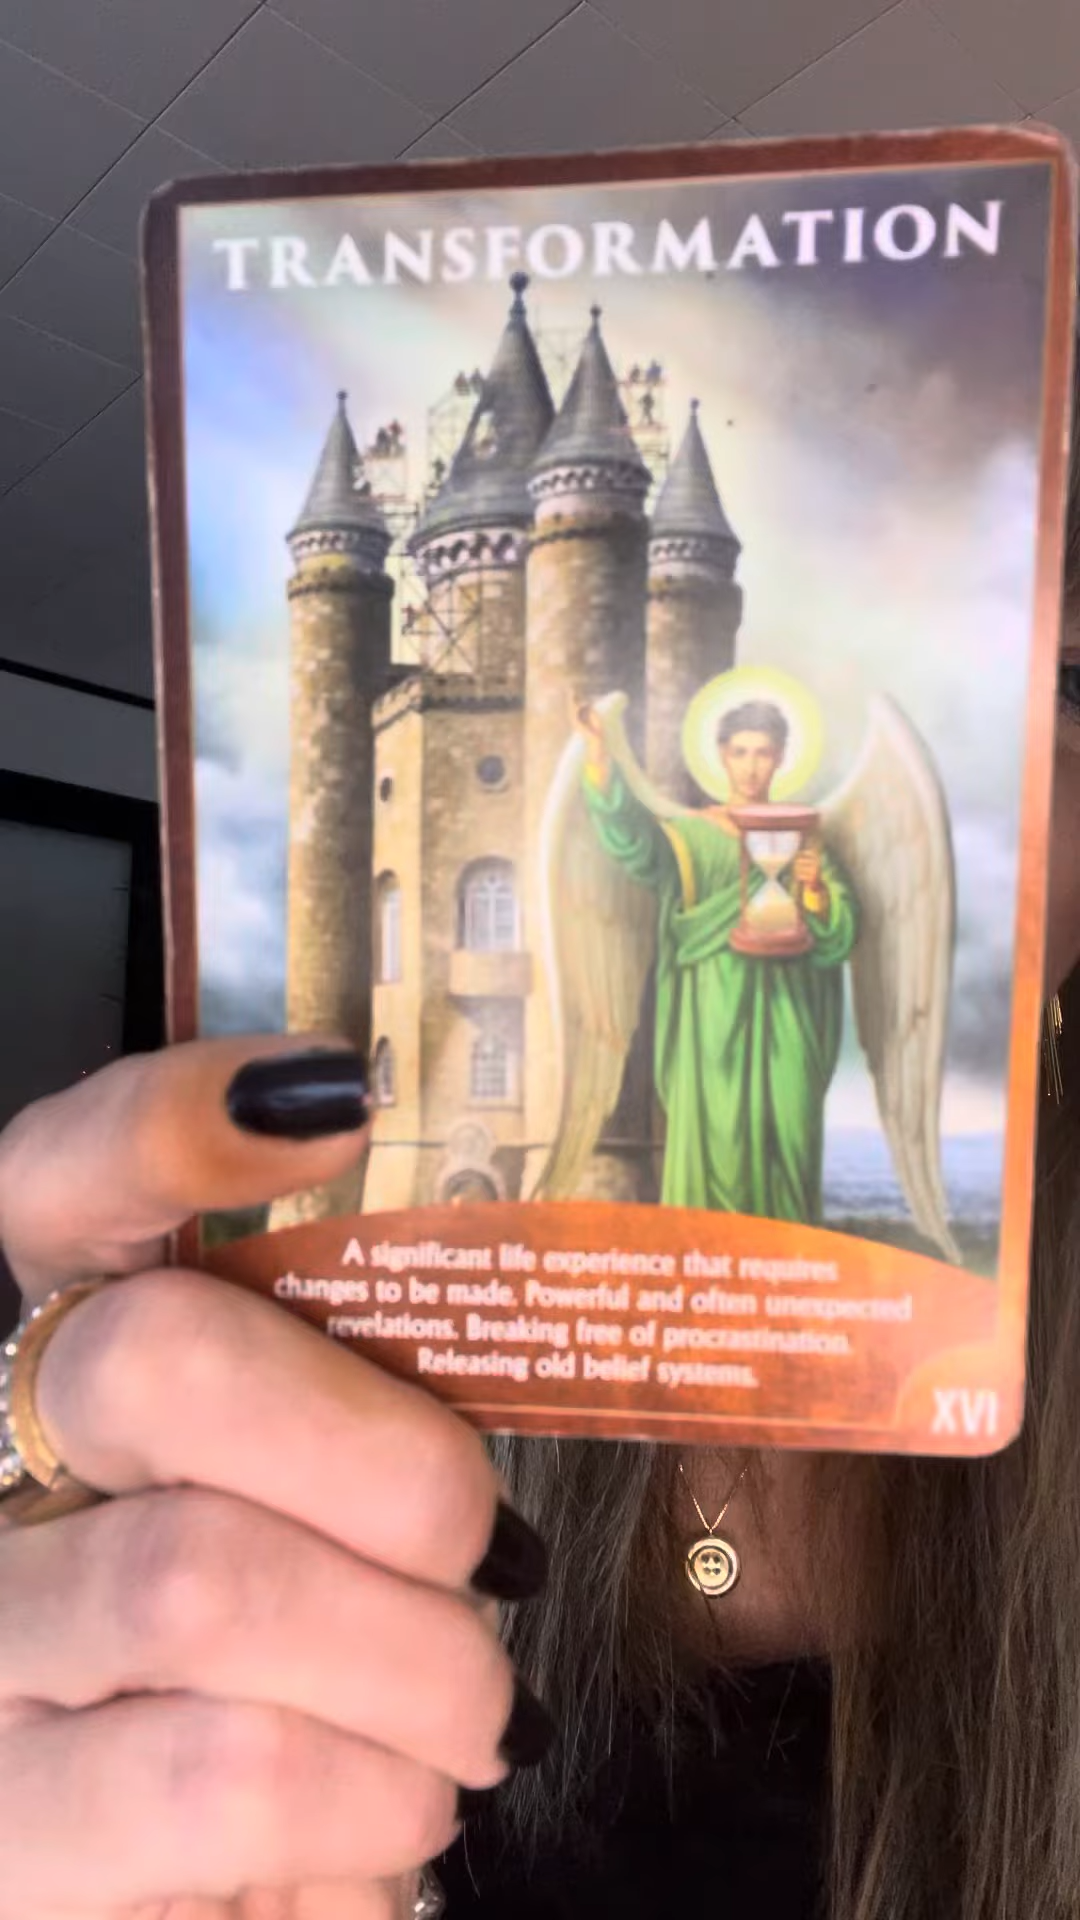 TRANSFORMATION
A significant life experience that requires
changes to be made. Powerful and often unexpected
revelations. Breaking free of procrastination.
Releasing old belief systems.
XVI